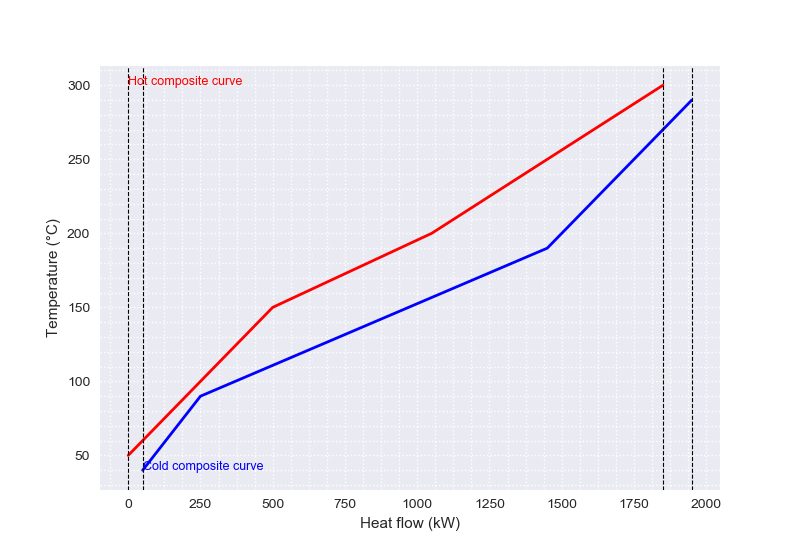 Hot composite curve
300
250
200
150
100
50
Temperature (°C)
Cold composite curve
0 250 500 750 1000 1250 1500 1750 2000
Heat flow (kW)